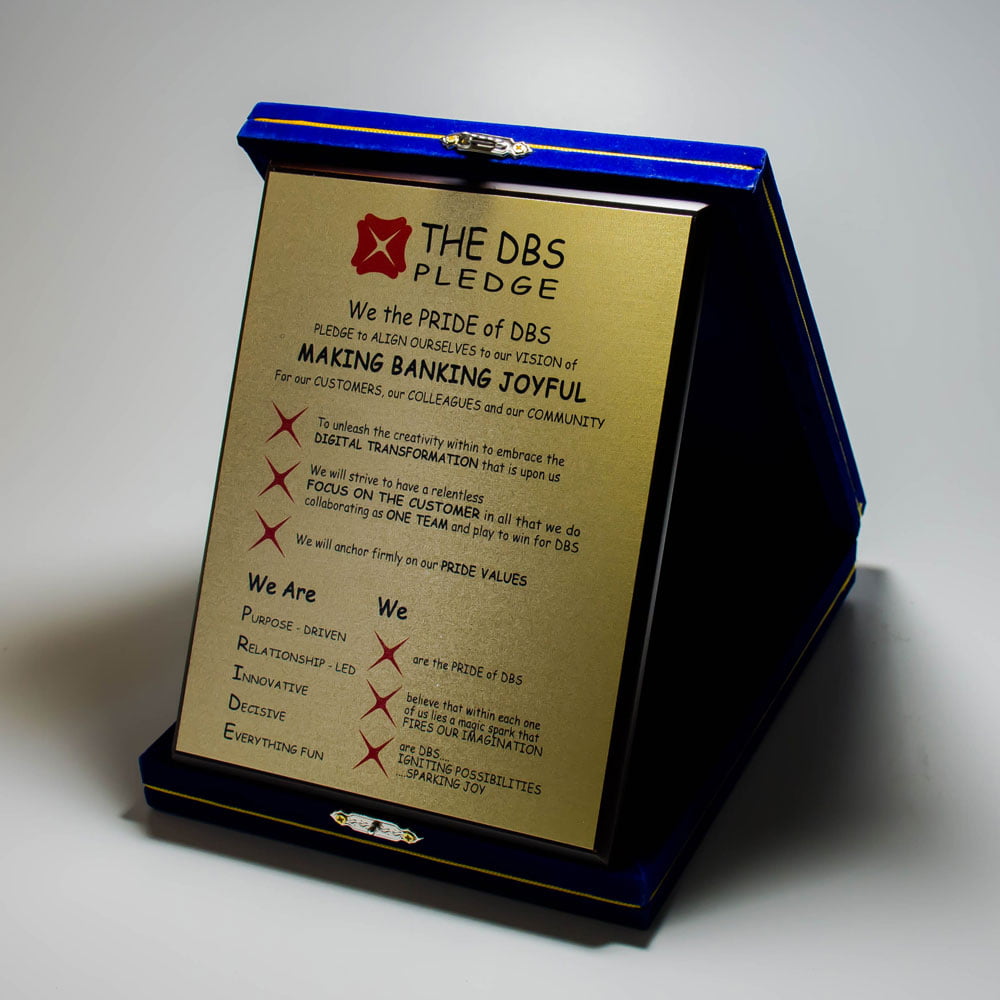 THE DBS
PLEDGE
We the PRIDE of DBS
PLEDGE to ALIGN OURSELVES to our VISION of
MAKING BANKING JOYFUL
For our CUSTOMERS, our COLLEAGUES and our COMMUNITY
To unleash the creativity within to embrace the
DIGITAL TRANSFORMATION that is upon us
We will strive to have a relentless
FOCUS ON THE CUSTOMER in all that we do
collaborating as ONE TEAM and play to win for DBS
We will anchor firmly on our PRIDE VALUES
We Are
PURPOSE - DRIVEN
RELATIONSHIP - LED
INNOVATIVE
DECISIVE
EVERYTHING FUN
We
are the PRIDE of DBS
believe that within each one
of us lies a magic spark that
FIRES OUR IMAGINATION
are DBS....
IGNITING POSSIBILITIES
....SPARKING JOY